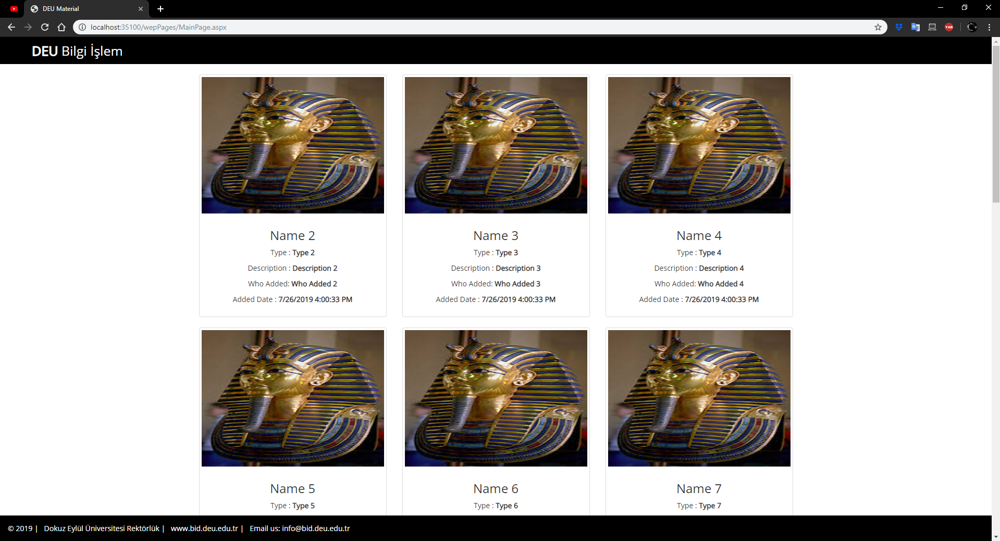 DEU Material
localhost:35100/wepPages/MainPage.aspx
YAB
DEU Bilgi İşlem
Name 2
Type : Type 2
Description : Description 2
Who Added: Who Added 2
Added Date : 7/26/2019 4:00:33 PM
Name 3
Type : Type 3
Description : Description 3
Who Added: Who Added 3
Added Date : 7/26/2019 4:00:33 PM
Name 4
Type : Type 4
Description : Description 4
Who Added: Who Added 4
Added Date : 7/26/2019 4:00:33 PM
Name 5
Type : Type 5
Name 6
Type : Type 6
Name 7
Type : Type 7
© 2019 | Dokuz Eylül Üniversitesi Rektörlük | www.bid.deu.edu.tr | Email us: info@bid.deu.edu.tr